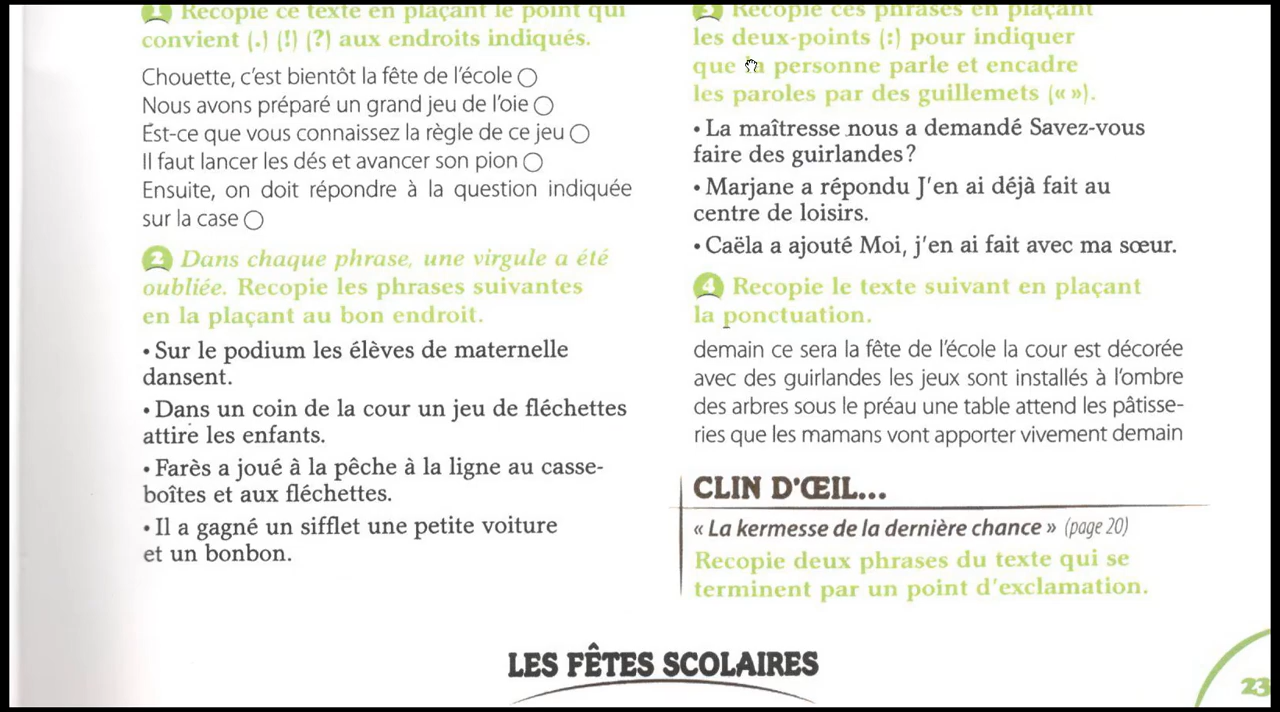 1 Recopie ce texte en plaçant le point qui
convient (.) (!) (?) aux endroits indiqués.
Chouette, c'est bientôt la fête de l'école
Nous avons préparé un grand jeu de l'oie
Est-ce que vous connaissez la règle de ce jeu
Il faut lancer les dés et avancer son pion
Ensuite, on doit répondre à la question indiquée
sur la case
2 Dans chaque phrase, une virgule a été
oubliée. Recopie les phrases suivantes
en la plaçant au bon endroit.
• Sur le podium les élèves de maternelle
dansent.
• Dans un coin de la cour un jeu de fléchettes
attire les enfants.
• Farès a joué à la pêche à la ligne au casse-
boîtes et aux fléchettes.
• Il a gagné un sifflet une petite voiture
et un bonbon.
3 Recopie ces phrases en plaçant
les deux-points (:) pour indiquer
que la personne parle et encadre
les paroles par des guillemets (« »).
• La maîtresse nous a demandé Savez-vous
faire des guirlandes ?
• Marjane a répondu J'en ai déjà fait au
centre de loisirs.
• Caëla a ajouté Moi, j'en ai fait avec ma sœur.
4 Recopie le texte suivant en plaçant
la ponctuation.
demain ce sera la fête de l'école la cour est décorée
avec des guirlandes les jeux sont installés à l'ombre
des arbres sous le préau une table attend les pâtisse-
ries que les mamans vont apporter vivement demain
CLIN D'ŒIL...
« La kermesse de la dernière chance » (page 20)
Recopie deux phrases du texte qui se
terminent par un point d'exclamation.
LES FÊTES SCOLAIRES
23